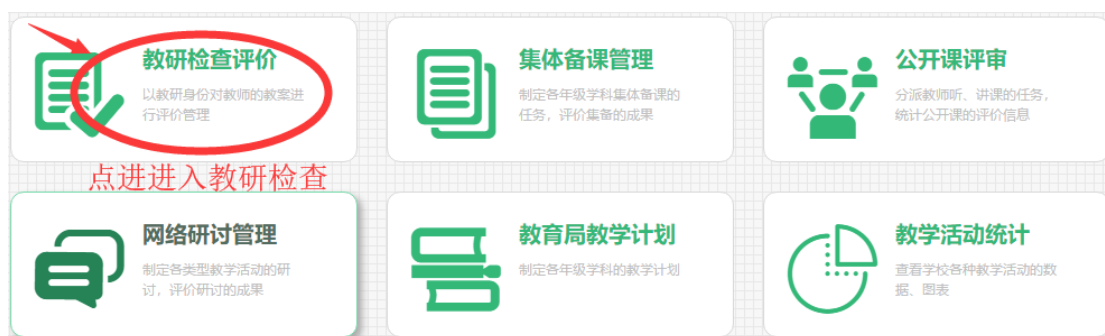 教研检查评价
以教研身份对教师的教案进
行评价管理
集体备课管理
制定各年级学科集体备课的
任务，评价集备的成果
公开课评审
分派教师听、讲课的任务，
统计公开课的评价信息
点进进入教研检查
网络研讨管理
制定各类型教学活动的研
讨，评价研讨的成果
教育局教学计划
制定各年级学科的教学计划
教学活动统计
查看学校各种教学活动的数
据、图表